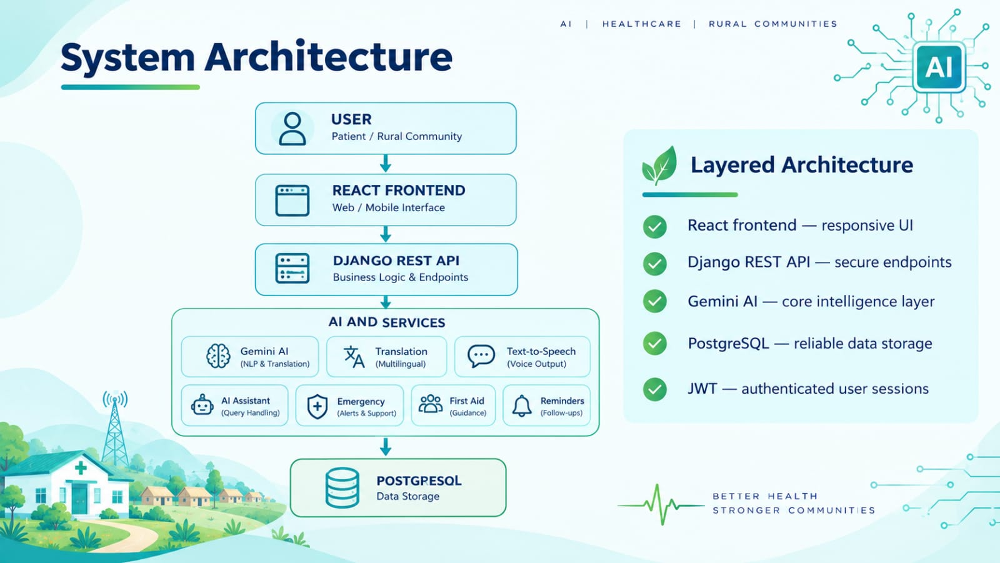 AI | HEALTHCARE | RURAL COMMUNITIES
AI
System Architecture
USER
Patient / Rural Community
REACT FRONTEND
Web / Mobile Interface
DJANGO REST API
Business Logic & Endpoints
AI AND SERVICES
Gemini AI
(NLP & Translation)
Translation
(Multilingual)
Text-to-Speech
(Voice Output)
AI Assistant
(Query Handling)
Emergency
(Alerts & Support)
First Aid
(Guidance)
Reminders
(Follow-ups)
POSTGRESQL
Data Storage
Layered Architecture
React frontend — responsive UI
Django REST API — secure endpoints
Gemini AI — core intelligence layer
PostgreSQL — reliable data storage
JWT — authenticated user sessions
BETTER HEALTH
STRONGER COMMUNITIES